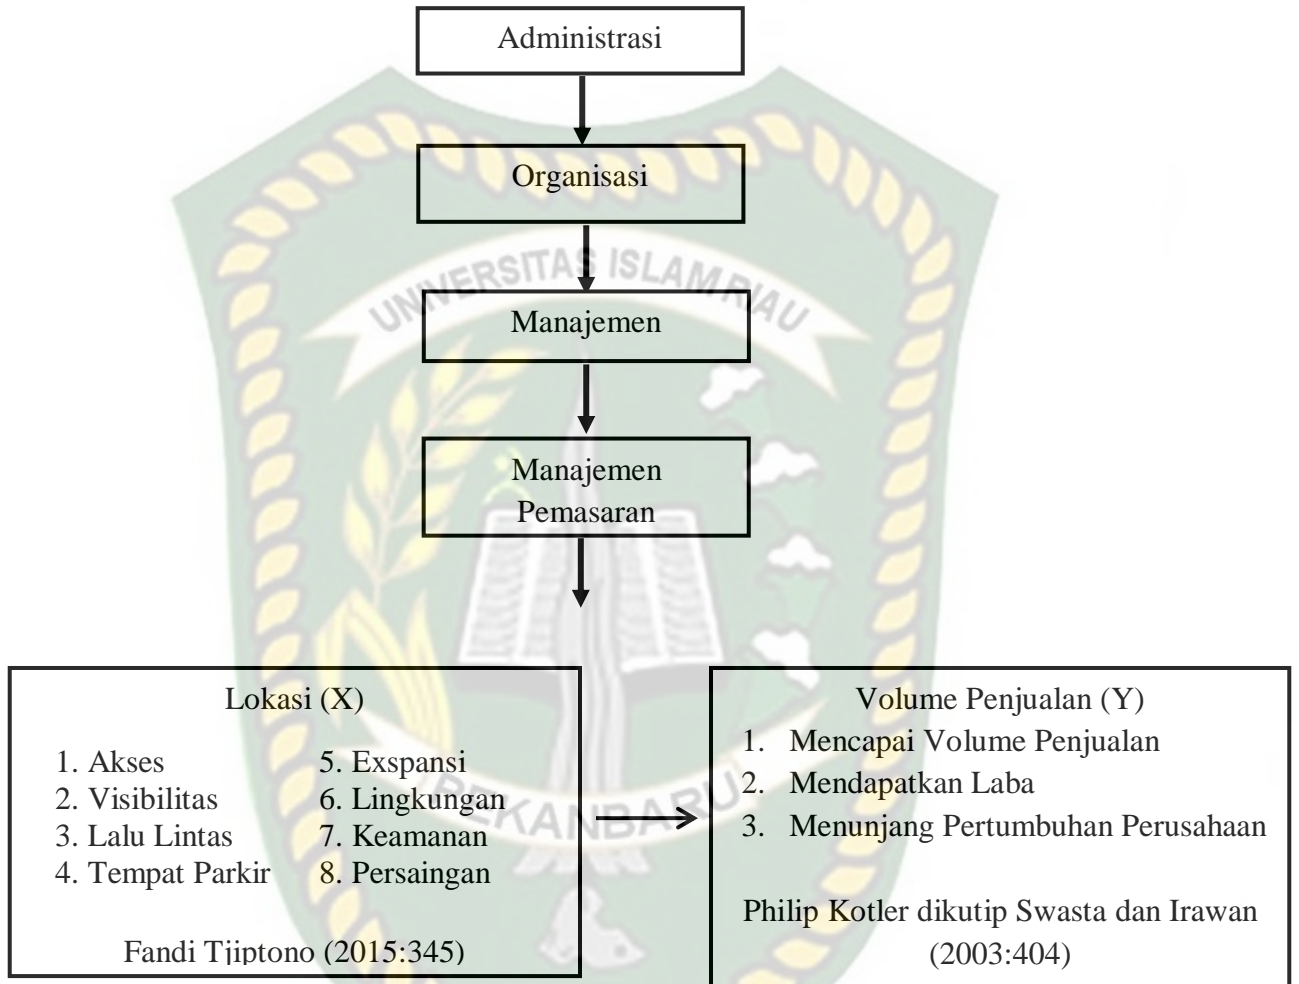 Administrasi
Organisasi
UNIVERSITAS ISLAM RIAU
Manajemen
Manajemen
Pemasaran
Lokasi (X)
1. Akses
2. Visibilitas
3. Lalu Lintas
4. Tempat Parkir
5. Exspansi
6. Lingkungan
7. Keamanan
8. Persaingan
Fandi Tjiptono (2015:345)
Volume Penjualan (Y)
1. Mencapai Volume Penjualan
2. Mendapatkan Laba
3. Menunjang Pertumbuhan Perusahaan
Philip Kotler dikutip Swasta dan Irawan
(2003:404)
PEKANBARU